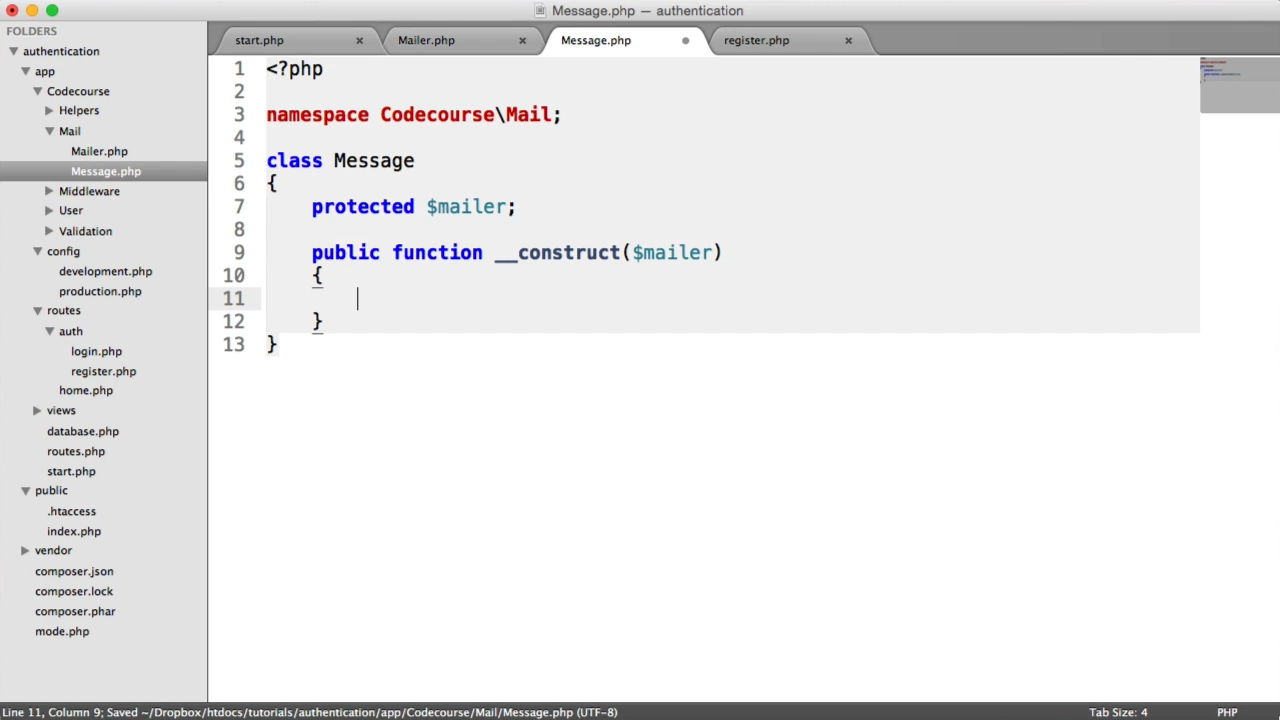 Message.php — authentication
FOLDERS
authentication
app
Codecourse
Helpers
Mail
Mailer.php
Message.php
Middleware
User
Validation
config
development.php
production.php
routes
auth
login.php
register.php
home.php
views
database.php
routes.php
start.php
public
.htaccess
index.php
vendor
composer.json
composer.lock
composer.phar
mode.php
start.php
Mailer.php
Message.php
register.php
1 <?php
2
3 namespace Codecourse\Mail;
4
5 class Message
6 {
7 protected $mailer;
8
9 public function __construct($mailer)
10 {
11
12 }
13 }
Line 11, Column 9; Saved ~/Dropbox/htdocs/tutorials/authentication/app/Codecourse/Mail/Message.php (UTF-8)
Tab Size: 4
PHP